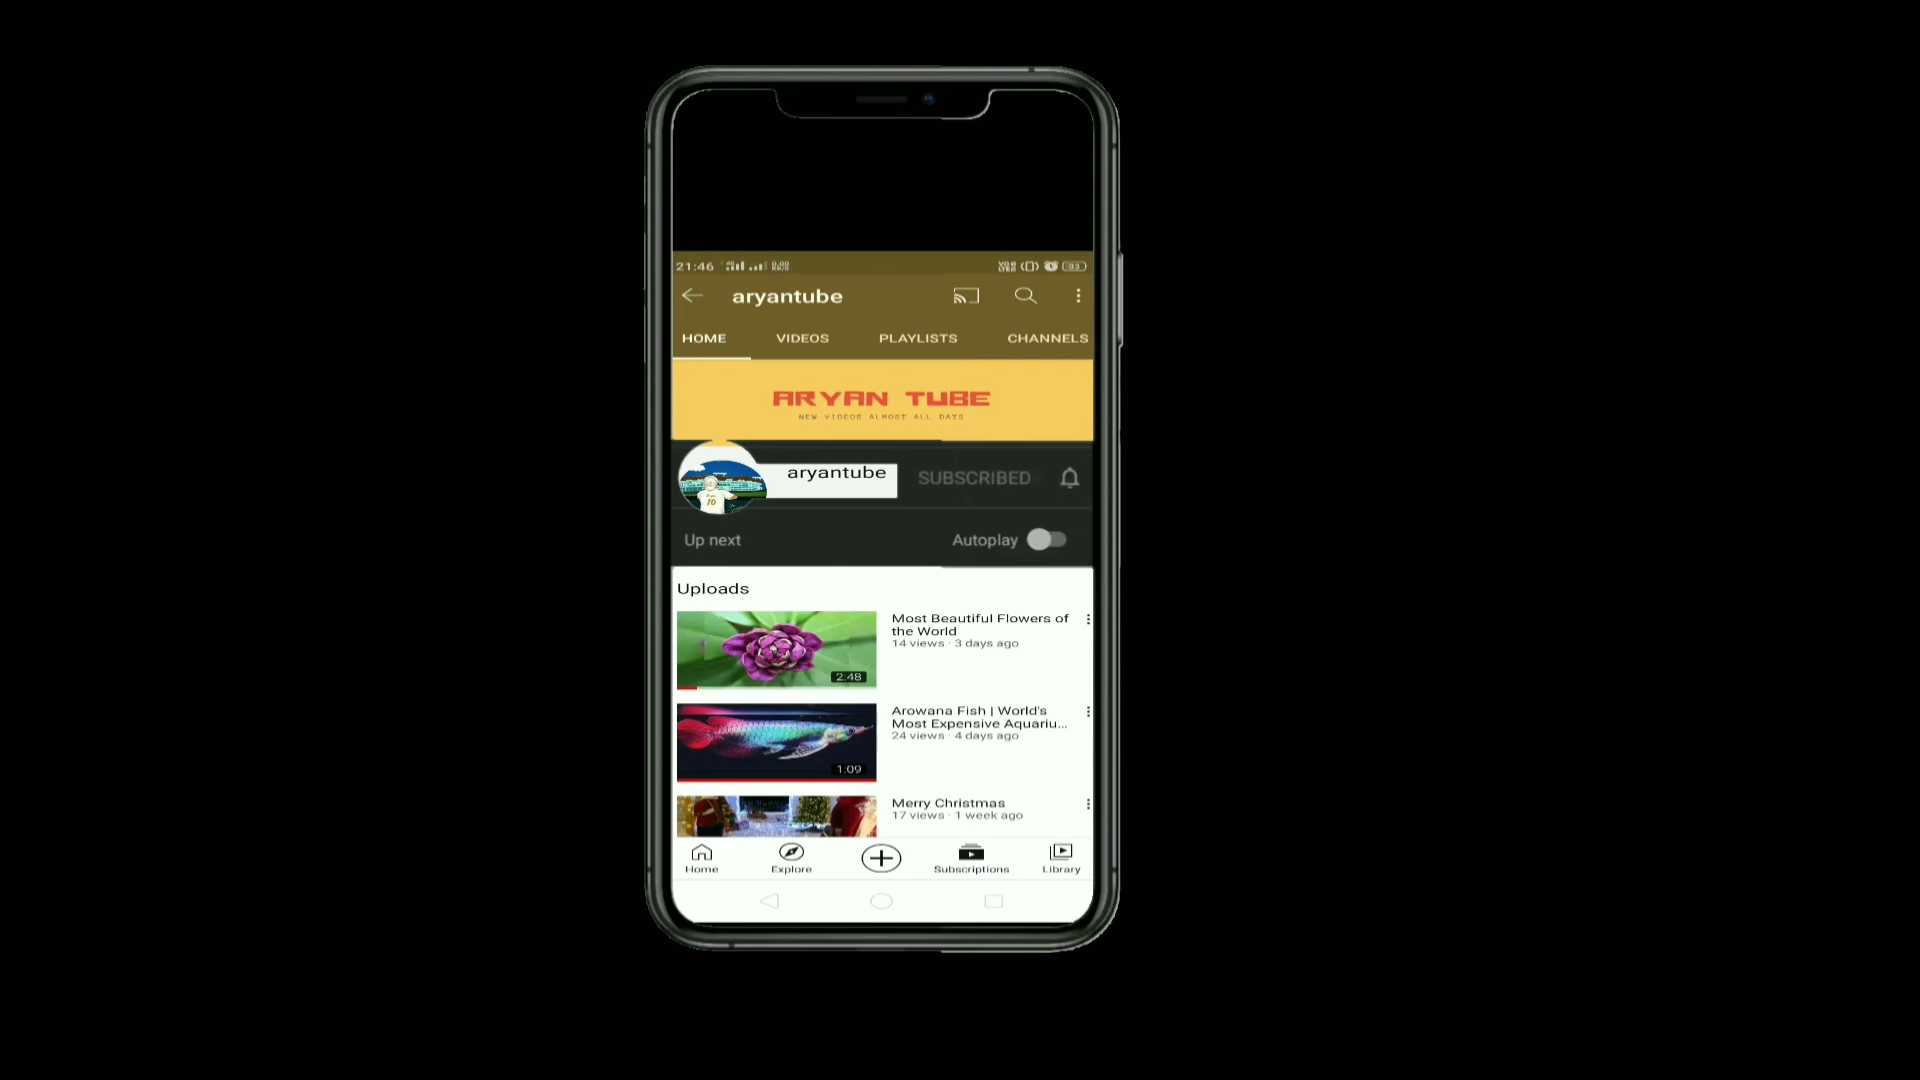 21:46
aryantube
HOME VIDEOS PLAYLISTS CHANNELS
ARYAN TUBE
NEW VIDEOS ALMOST ALL DAYS
aryantube SUBSCRIBED
10
Up next Autoplay
Uploads
Most Beautiful Flowers of
the World
14 views · 3 days ago
2:48
Arowana Fish | World's
Most Expensive Aquariu...
24 views · 4 days ago
1:09
Merry Christmas
17 views · 1 week ago
Home Explore Subscriptions Library